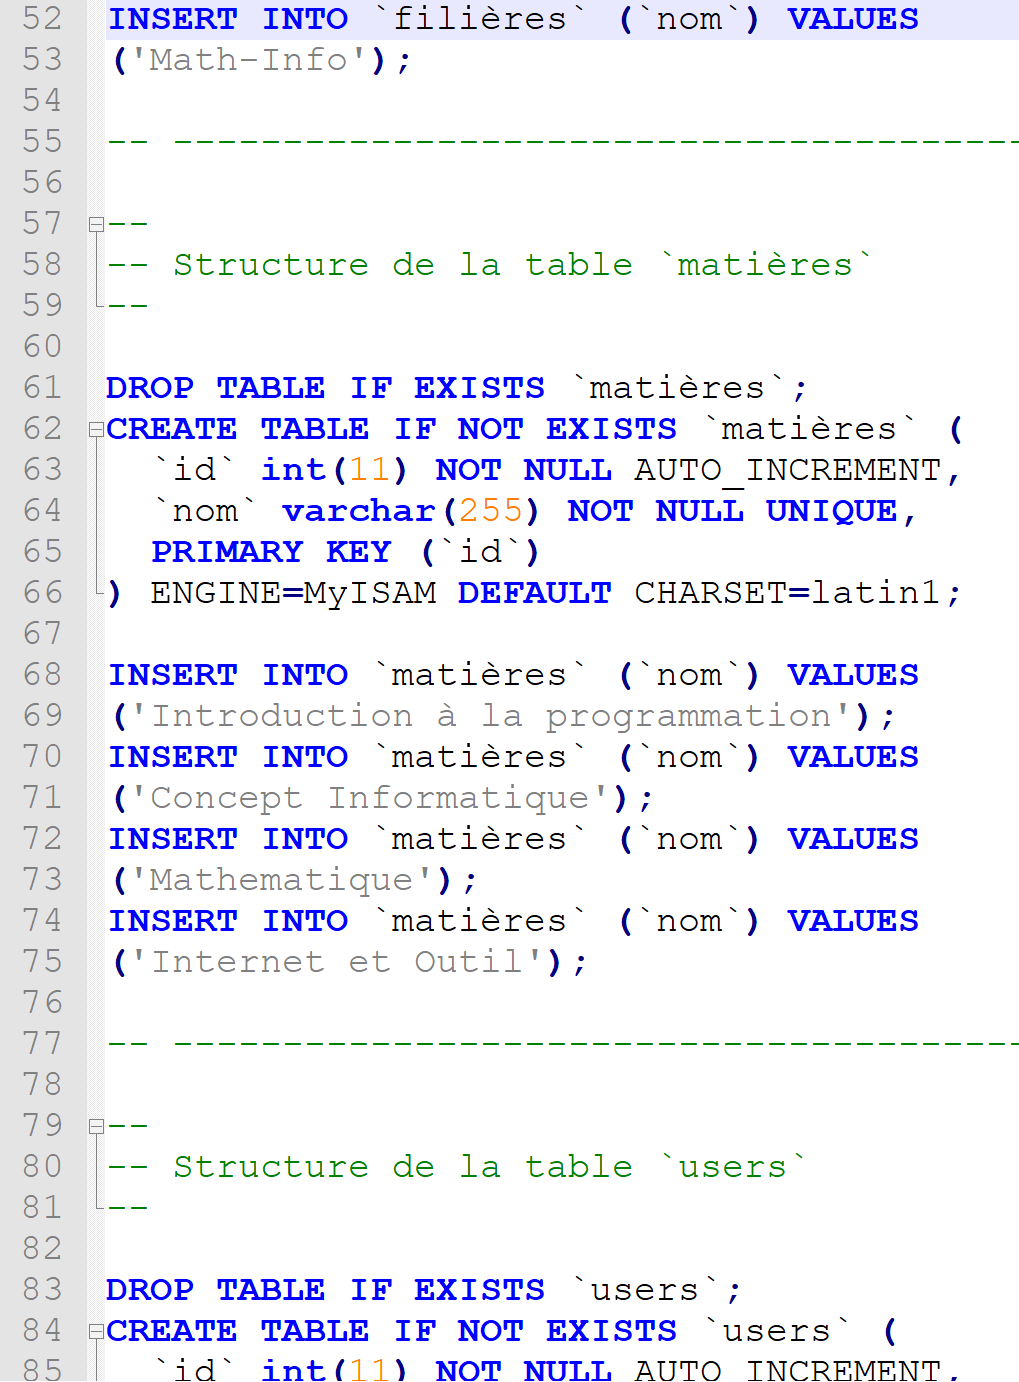 52 INSERT INTO `filières` (`nom`) VALUES
53 ('Math-Info');
54
55 -- ---------------------------------------
56
57 --
58 -- Structure de la table `matières`
59 --
60
61 DROP TABLE IF EXISTS `matières`;
62 CREATE TABLE IF NOT EXISTS `matières` (
63 `id` int(11) NOT NULL AUTO_INCREMENT,
64 `nom` varchar(255) NOT NULL UNIQUE,
65 PRIMARY KEY (`id`)
66 ) ENGINE=MyISAM DEFAULT CHARSET=latin1;
67
68 INSERT INTO `matières` (`nom`) VALUES
69 ('Introduction à la programmation');
70 INSERT INTO `matières` (`nom`) VALUES
71 ('Concept Informatique');
72 INSERT INTO `matières` (`nom`) VALUES
73 ('Mathematique');
74 INSERT INTO `matières` (`nom`) VALUES
75 ('Internet et Outil');
76
77 -- ---------------------------------------
78
79 --
80 -- Structure de la table `users`
81 --
82
83 DROP TABLE IF EXISTS `users`;
84 CREATE TABLE IF NOT EXISTS `users` (
85 `id` int(11) NOT NULL AUTO_INCREMENT,